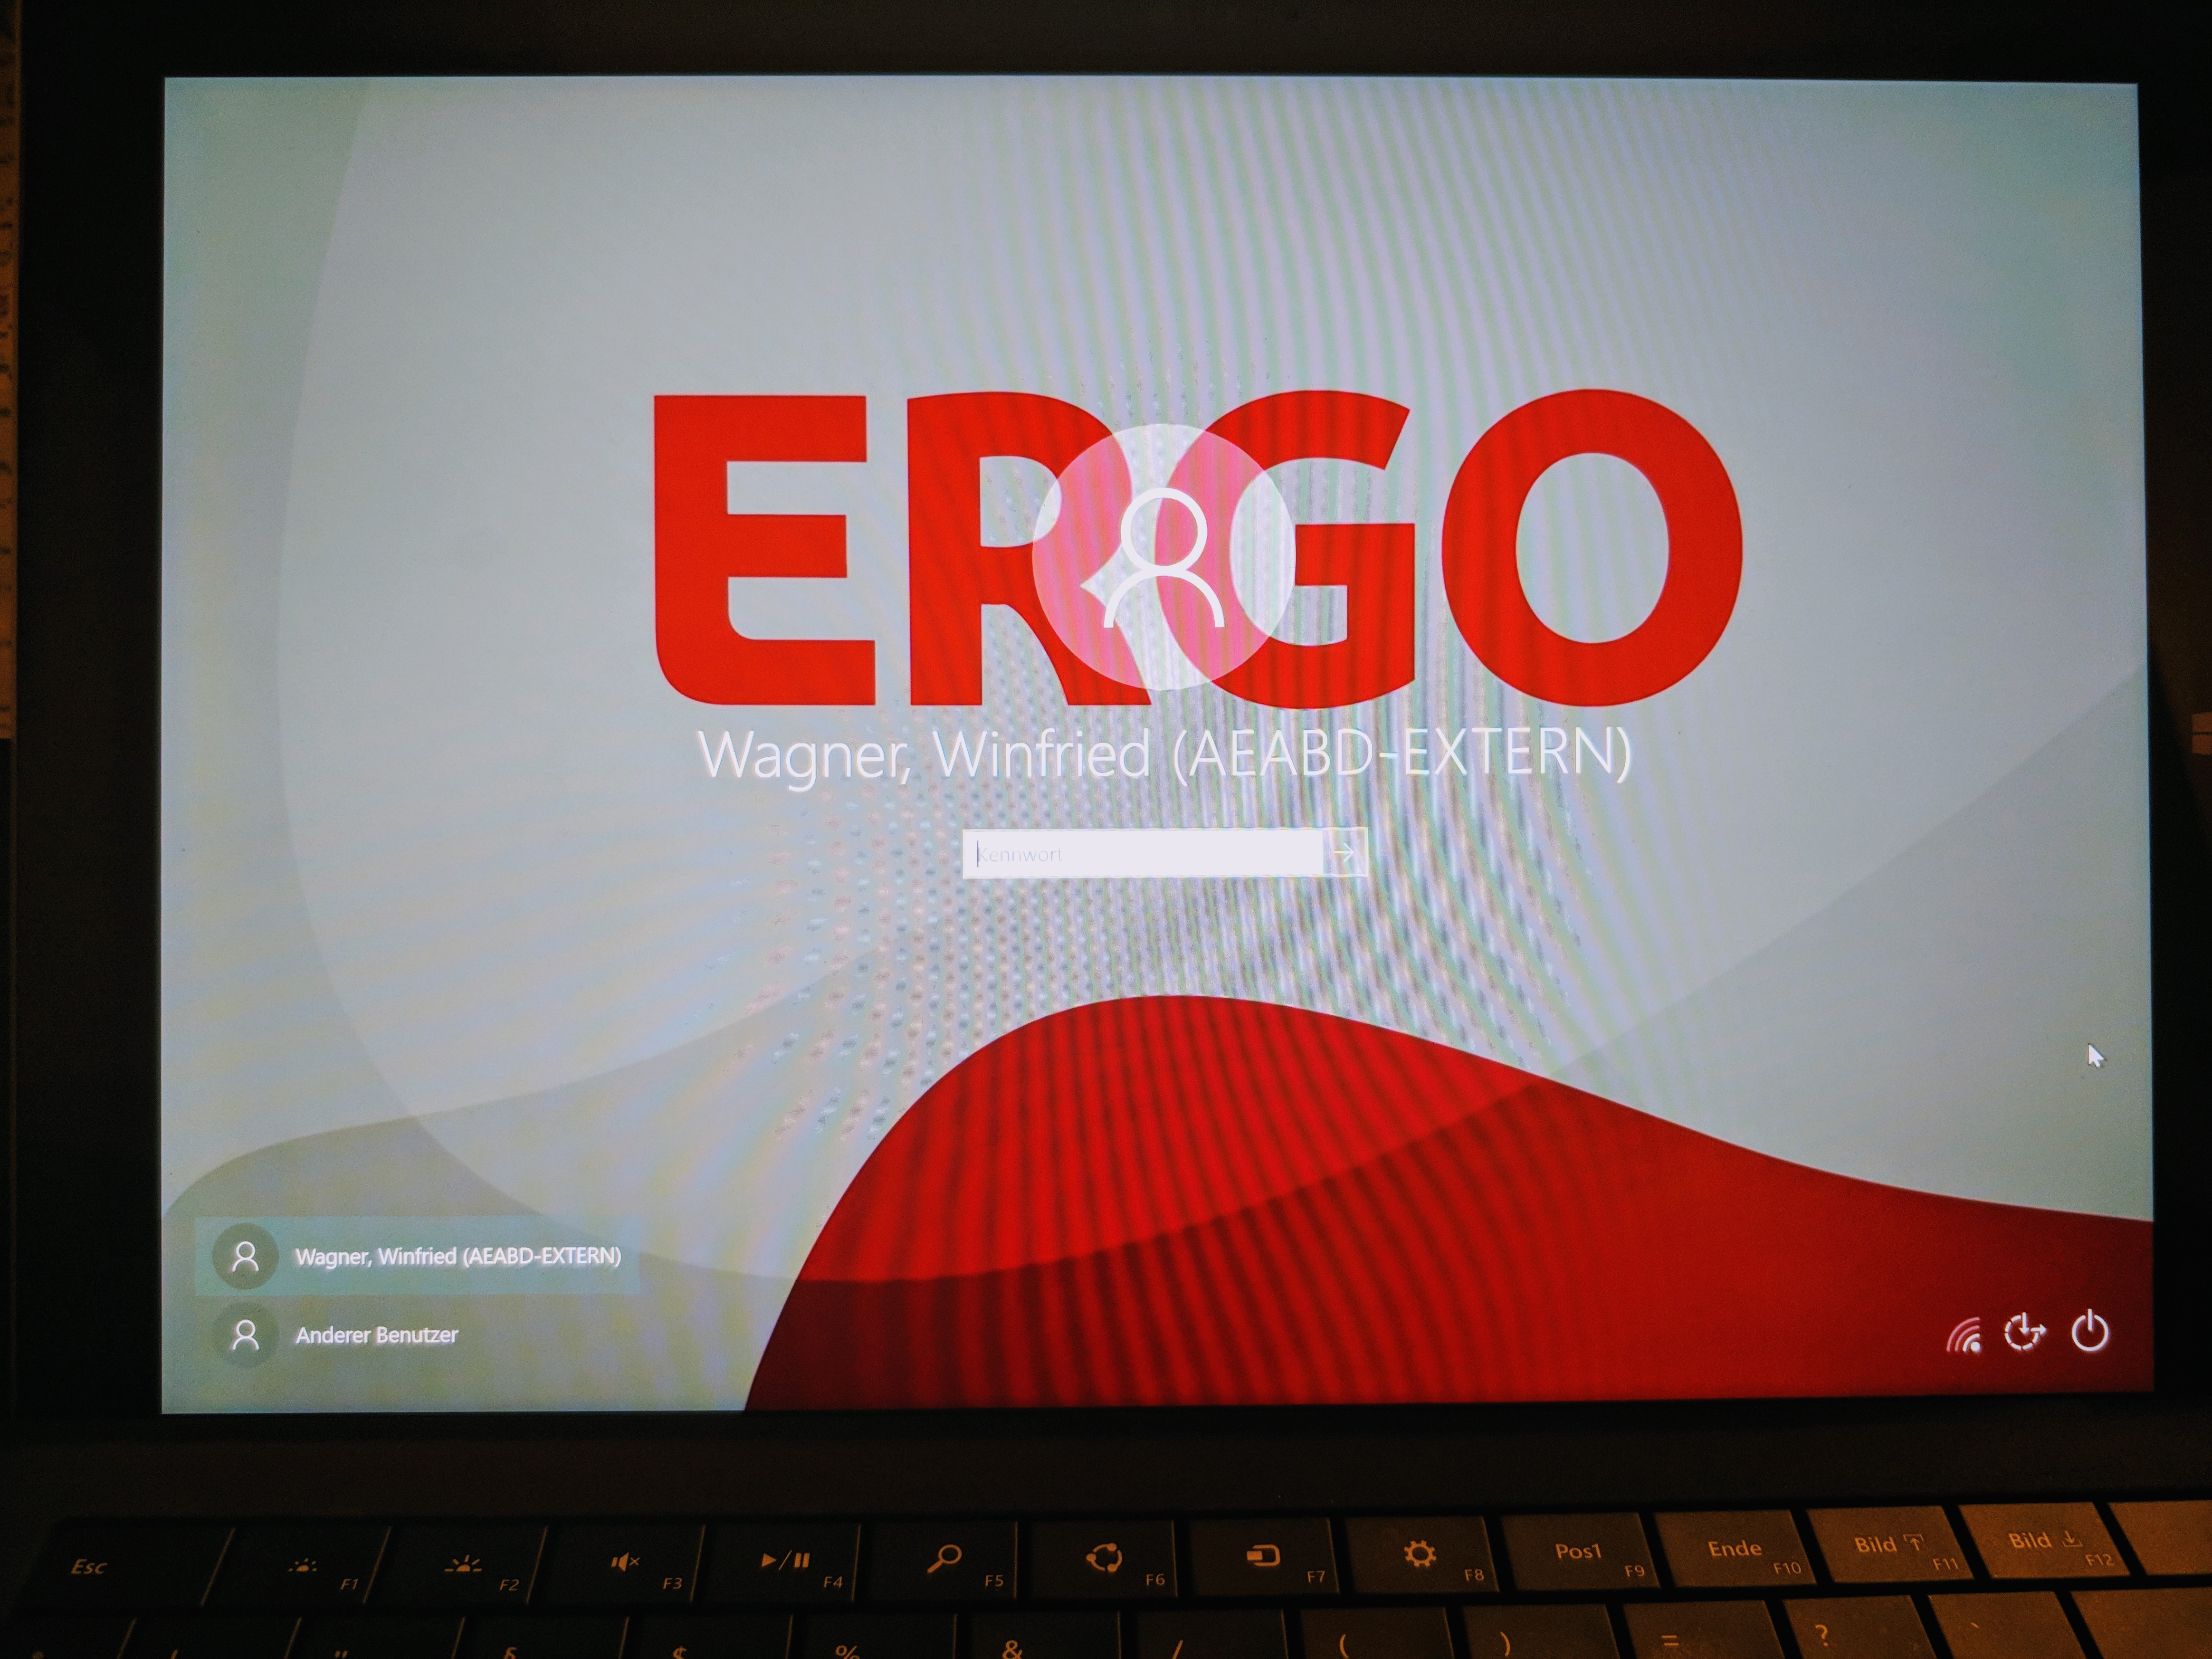 ERGO
Wagner, Winfried (AEABD-EXTERN)
Kennwort
Wagner, Winfried (AEABD-EXTERN)
Anderer Benutzer
Esc
F1
F2
F3
F4
F5
F6
F7
F8
Pos1 F9
Ende F10
Bild F11
Bild F12
" § $ % & / ( ) = ? `